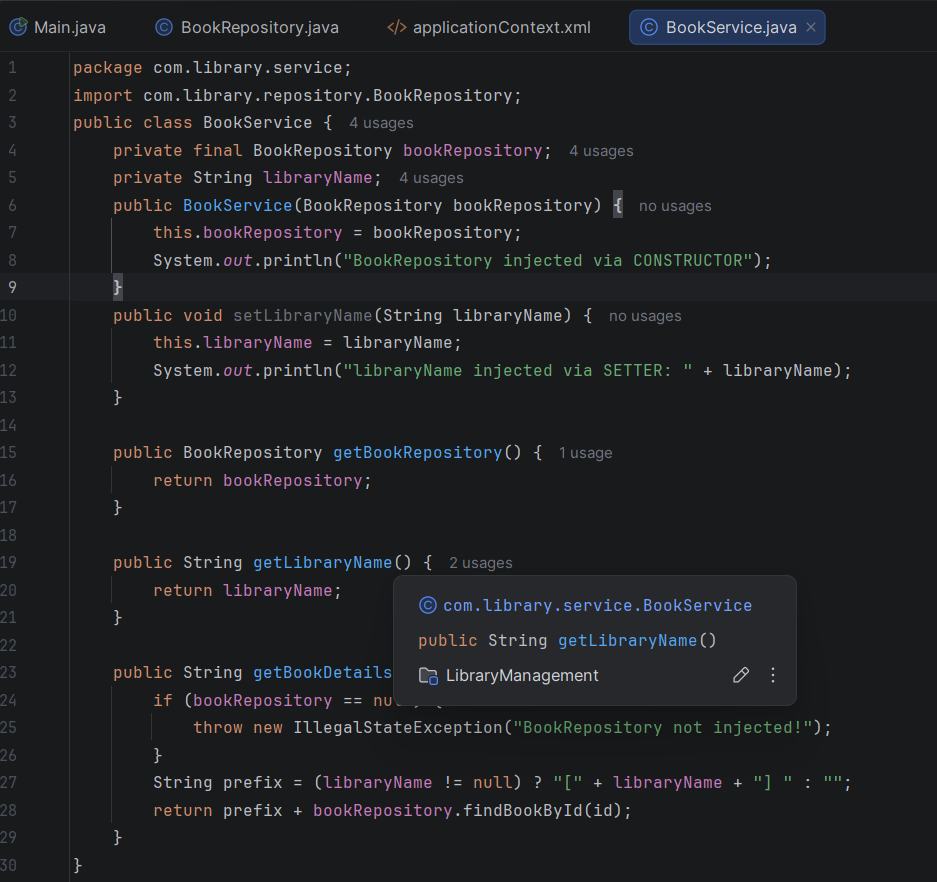 Main.java BookRepository.java </> applicationContext.xml BookService.java ×
1 package com.library.service;
2 import com.library.repository.BookRepository;
3 public class BookService { 4 usages
4 private final BookRepository bookRepository; 4 usages
5 private String libraryName; 4 usages
6 public BookService(BookRepository bookRepository) { no usages
7 this.bookRepository = bookRepository;
8 System.out.println("BookRepository injected via CONSTRUCTOR");
9 }
10 public void setLibraryName(String libraryName) { no usages
11 this.libraryName = libraryName;
12 System.out.println("libraryName injected via SETTER: " + libraryName);
13 }
14
15 public BookRepository getBookRepository() { 1 usage
16 return bookRepository;
17 }
18
19 public String getLibraryName() { 2 usages
20 return libraryName;
21 }
22
23 public String getBookDetails
24 if (bookRepository == nu
25 throw new IllegalStateException("BookRepository not injected!");
26 }
27 String prefix = (libraryName != null) ? "[" + libraryName + "] " : "";
28 return prefix + bookRepository.findBookById(id);
29 }
30 }
com.library.service.BookService
public String getLibraryName()
LibraryManagement